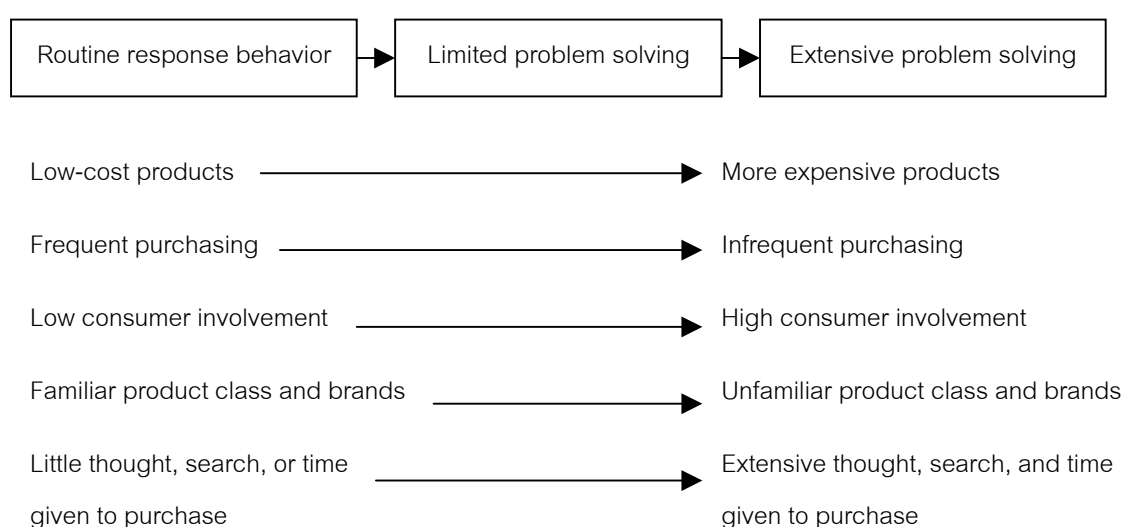 Routine response behavior
Limited problem solving
Extensive problem solving
Low-cost products
More expensive products
Frequent purchasing
Infrequent purchasing
Low consumer involvement
High consumer involvement
Familiar product class and brands
Unfamiliar product class and brands
Little thought, search, or time
given to purchase
Extensive thought, search, and time
given to purchase